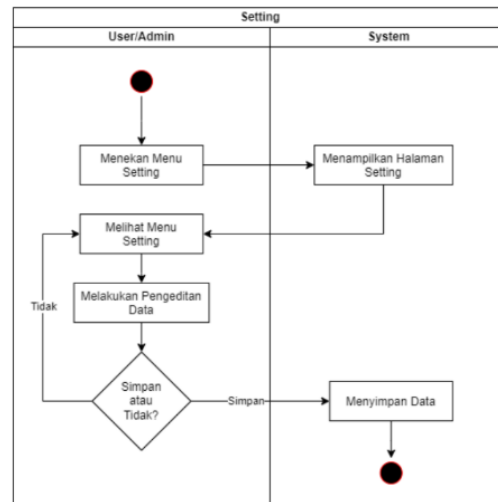 Setting
User/Admin
System
Menekan Menu
Setting
Menampilkan Halaman
Setting
Melihat Menu
Setting
Tidak
Melakukan Pengeditan
Data
Simpan
atau
Tidak?
Simpan
Menyimpan Data